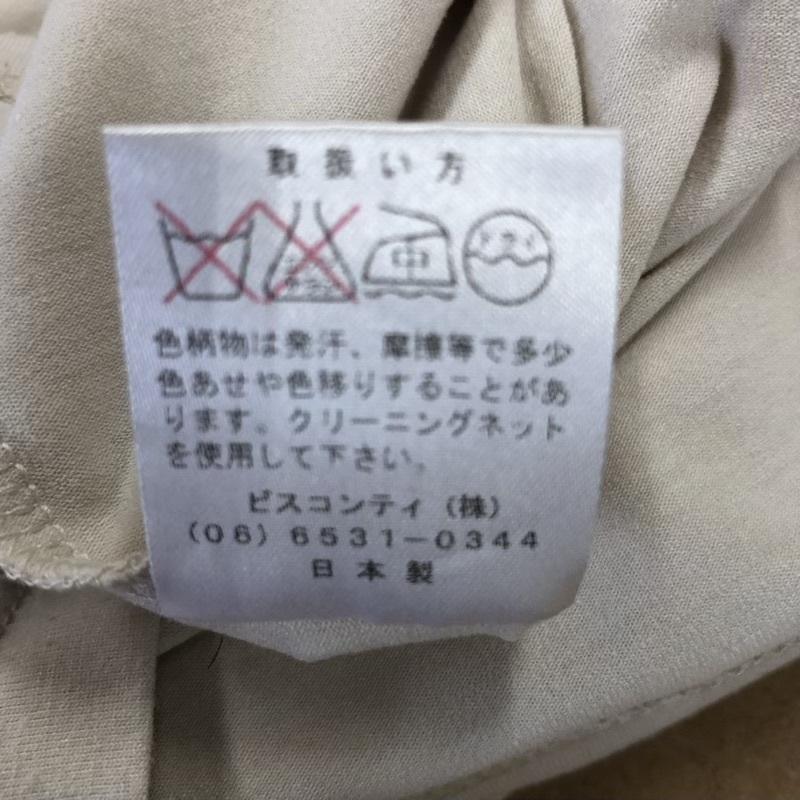 取扱い方
中
ドライ
色柄物は発汗、摩擦等で多少
色あせや色移りすることがあ
ります。クリーニングネット
を使用して下さい。
ビスコンティ（株）
（06）6531－0344
日本製